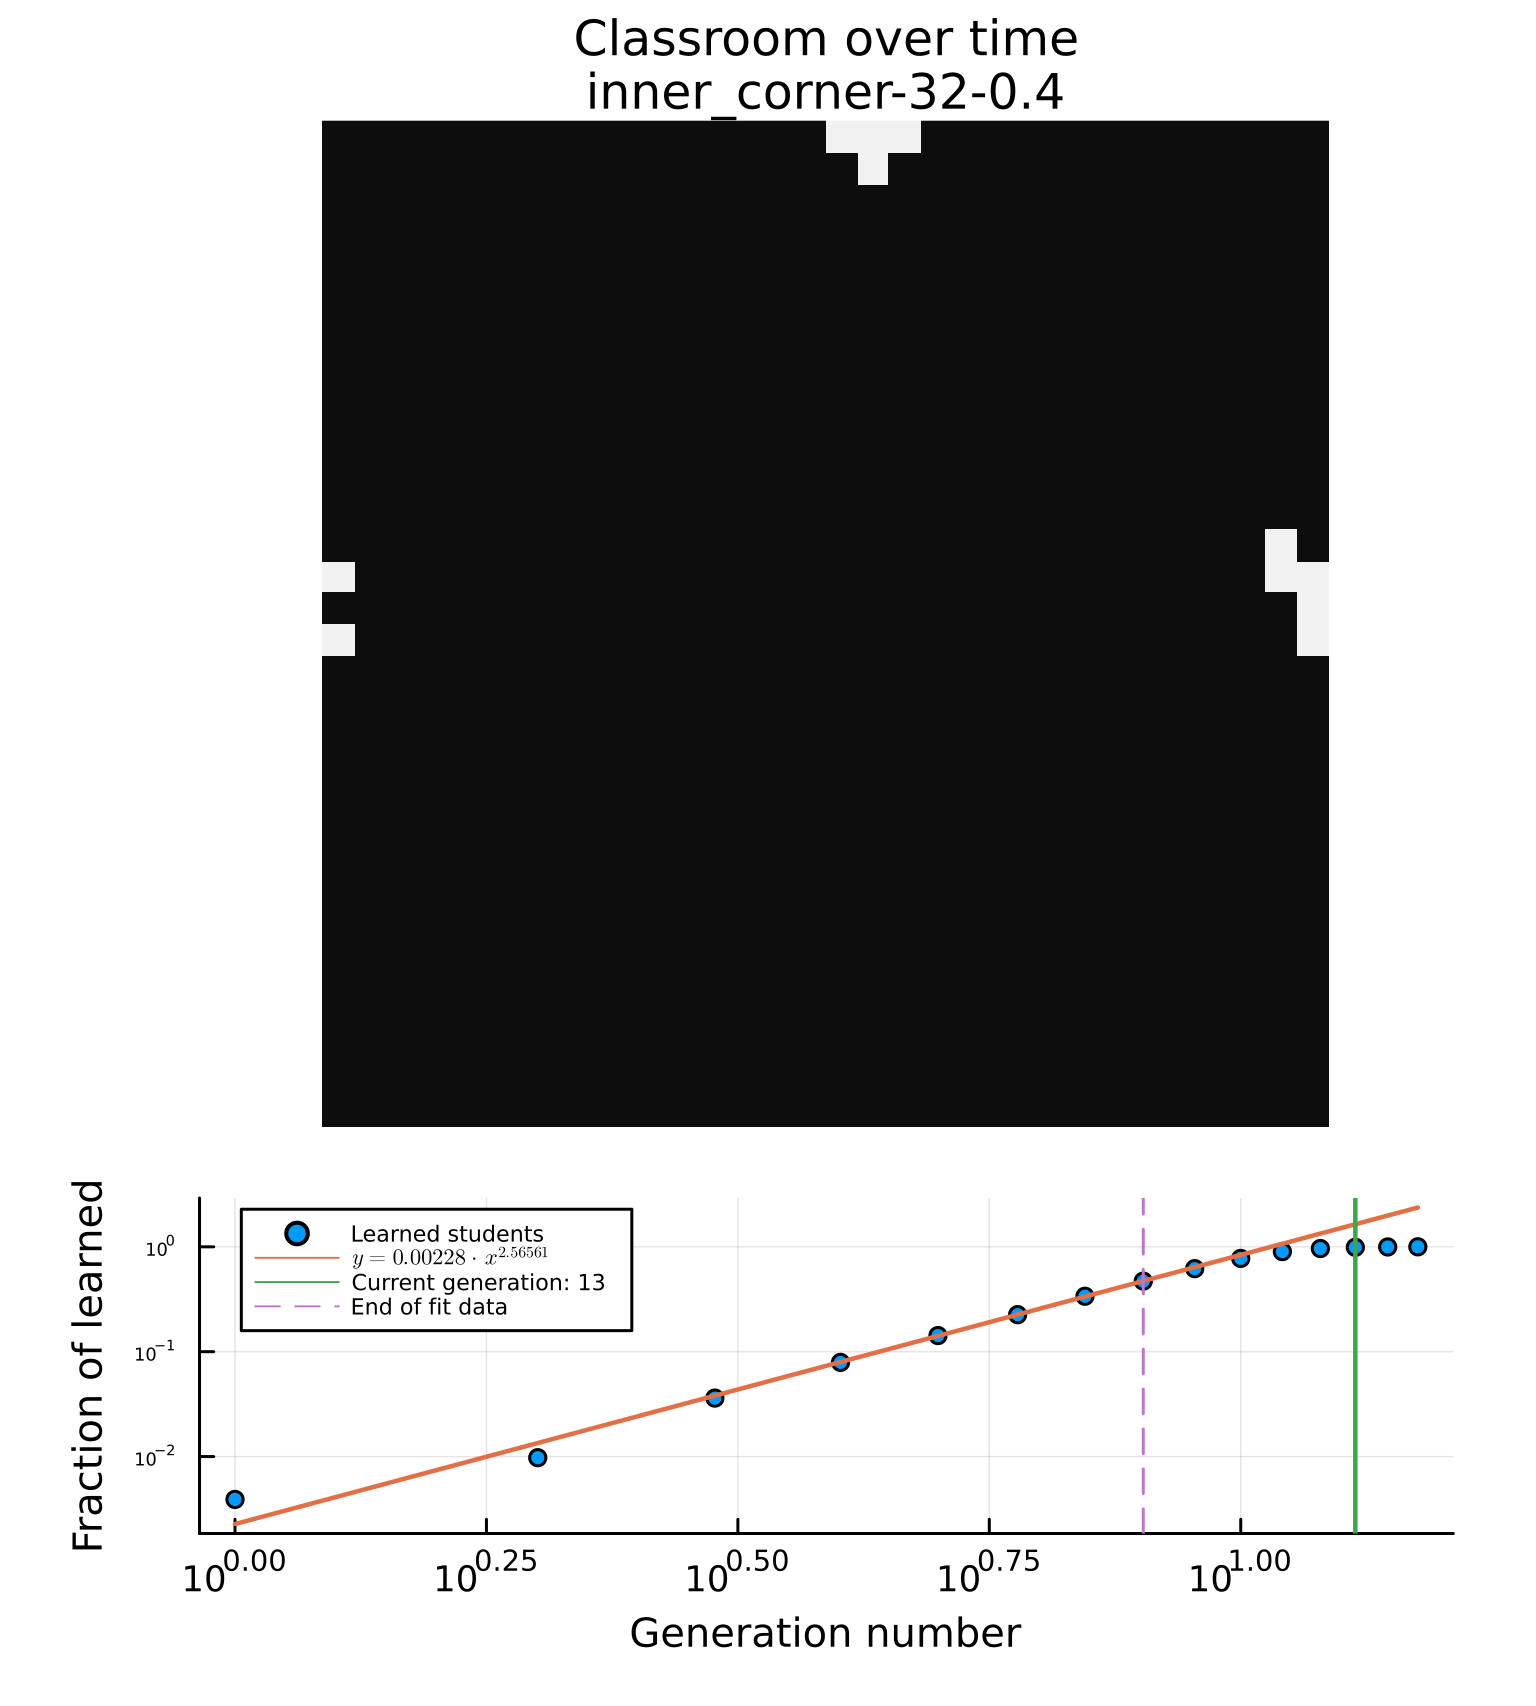 Classroom over time
inner_corner-32-0.4
Fraction of learned
10^0
10^-1
10^-2
Learned students
y = 0.00228 · x^2.56561
Current generation: 13
End of fit data
10^0.00 10^0.25 10^0.50 10^0.75 10^1.00
Generation number